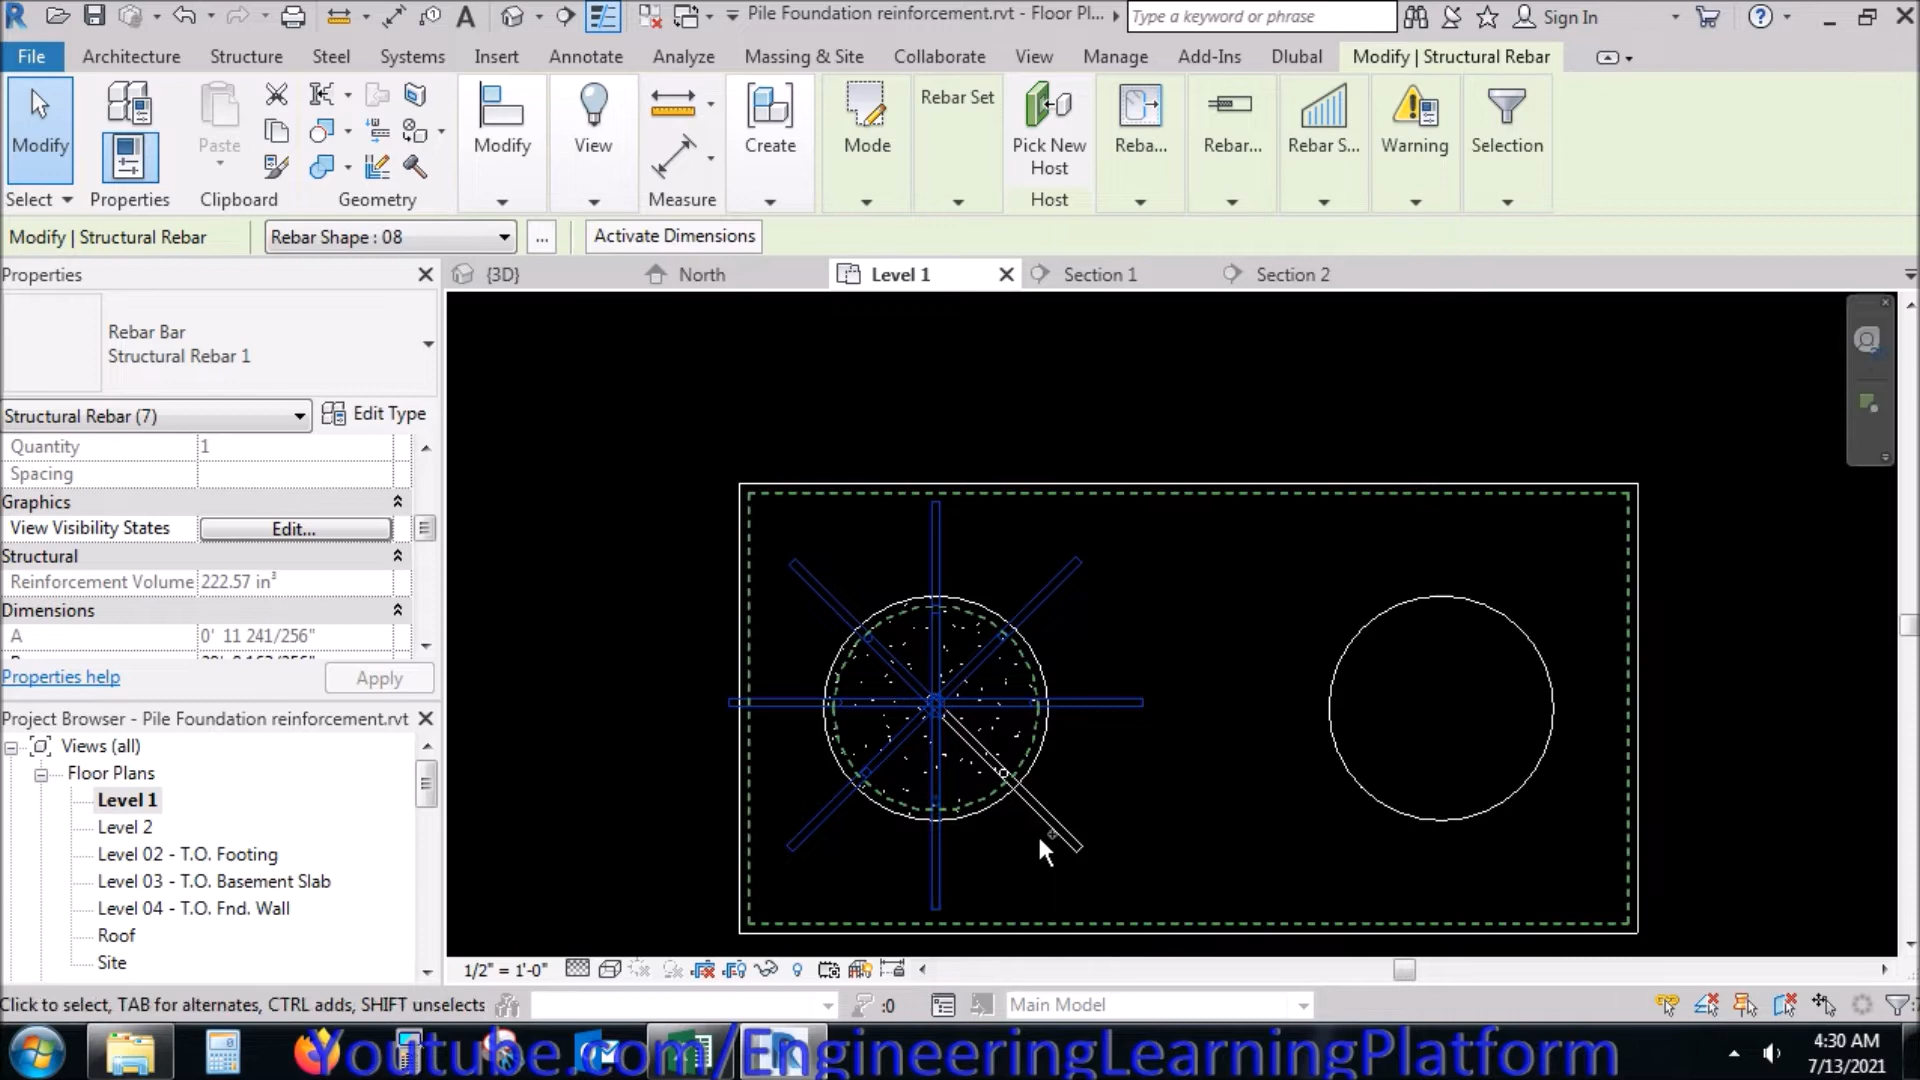 Pile Foundation reinforcement.rvt - Floor Pl...
Type a keyword or phrase
Sign In
File Architecture Structure Steel Systems Insert Annotate Analyze Massing & Site Collaborate View Manage Add-Ins Dlubal Modify | Structural Rebar
Modify
Paste
Modify
View
Create
Mode
Rebar Set
Pick New Host
Reba...
Rebar...
Rebar S...
Warning
Selection
Select Properties Clipboard Geometry Measure Host
Modify | Structural Rebar
Rebar Shape : 08
...
Activate Dimensions
Properties
{3D}
North
Level 1
Section 1
Section 2
Rebar Bar
Structural Rebar 1
Structural Rebar (7)
Edit Type
Quantity 1
Spacing
Graphics
View Visibility States Edit...
Structural
Reinforcement Volume 222.57 in³
Dimensions
A 0' 11 241/256"
Properties help
Apply
Project Browser - Pile Foundation reinforcement.rvt
Views (all)
Floor Plans
Level 1
Level 2
Level 02 - T.O. Footing
Level 03 - T.O. Basement Slab
Level 04 - T.O. Fnd. Wall
Roof
Site
1/2" = 1'-0"
Click to select, TAB for alternates, CTRL adds, SHIFT unselects
:0
Main Model
Youtube.com/EngineeringLearningPlatform
4:30 AM
7/13/2021